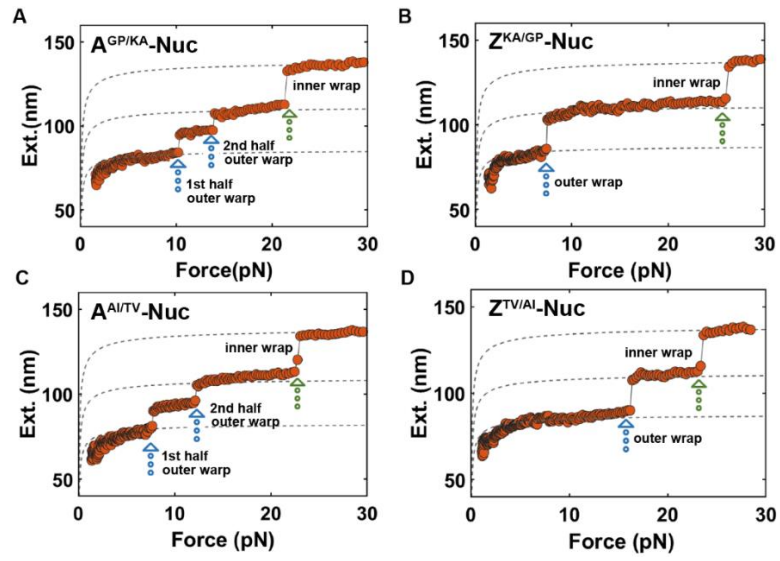 A
A^GP/KA-Nuc
150
100
50
Ext. (nm)
inner wrap
2nd half
outer warp
1st half
outer warp
0
10
20
30
Force(pN)
B
Z^KA/GP-Nuc
150
100
50
Ext. (nm)
inner wrap
outer wrap
0
10
20
30
Force (pN)
C
A^AI/TV-Nuc
150
100
50
Ext. (nm)
inner wrap
2nd half
outer warp
1st half
outer warp
0
10
20
30
Force (pN)
D
Z^TV/AI-Nuc
150
100
50
Ext. (nm)
inner wrap
outer wrap
0
10
20
30
Force (pN)